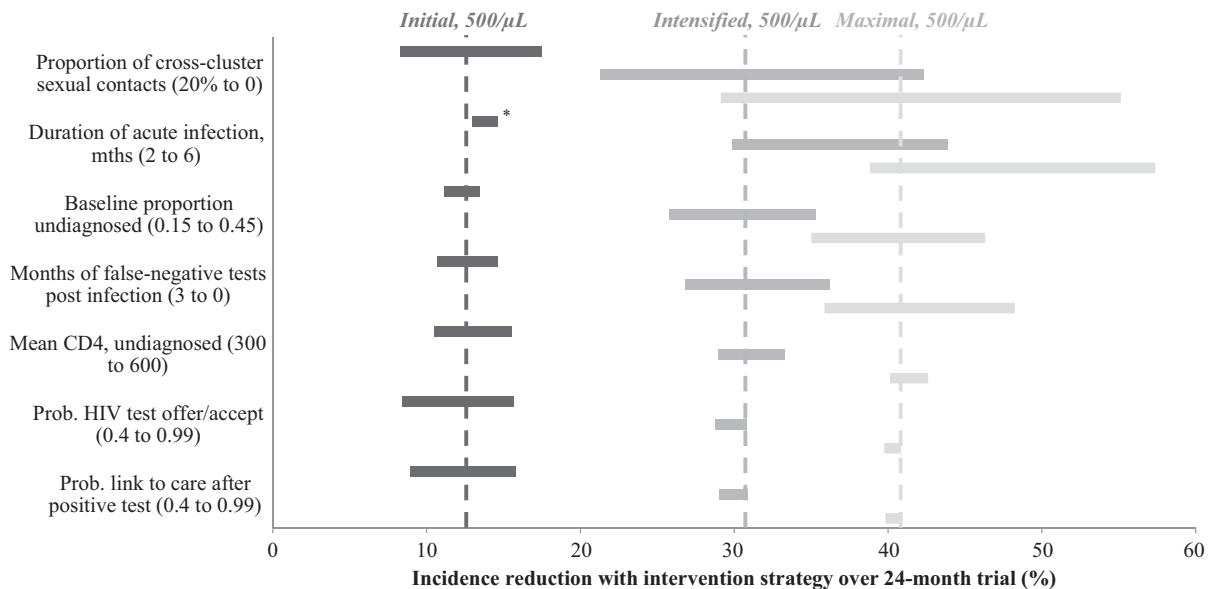 Initial, 500/µL Intensified, 500/µL Maximal, 500/µL
Proportion of cross-cluster
sexual contacts (20% to 0)
*
Duration of acute infection,
mths (2 to 6)
Baseline proportion
undiagnosed (0.15 to 0.45)
Months of false-negative tests
post infection (3 to 0)
Mean CD4, undiagnosed (300
to 600)
Prob. HIV test offer/accept
(0.4 to 0.99)
Prob. link to care after
positive test (0.4 to 0.99)
0 10 20 30 40 50 60
Incidence reduction with intervention strategy over 24-month trial (%)